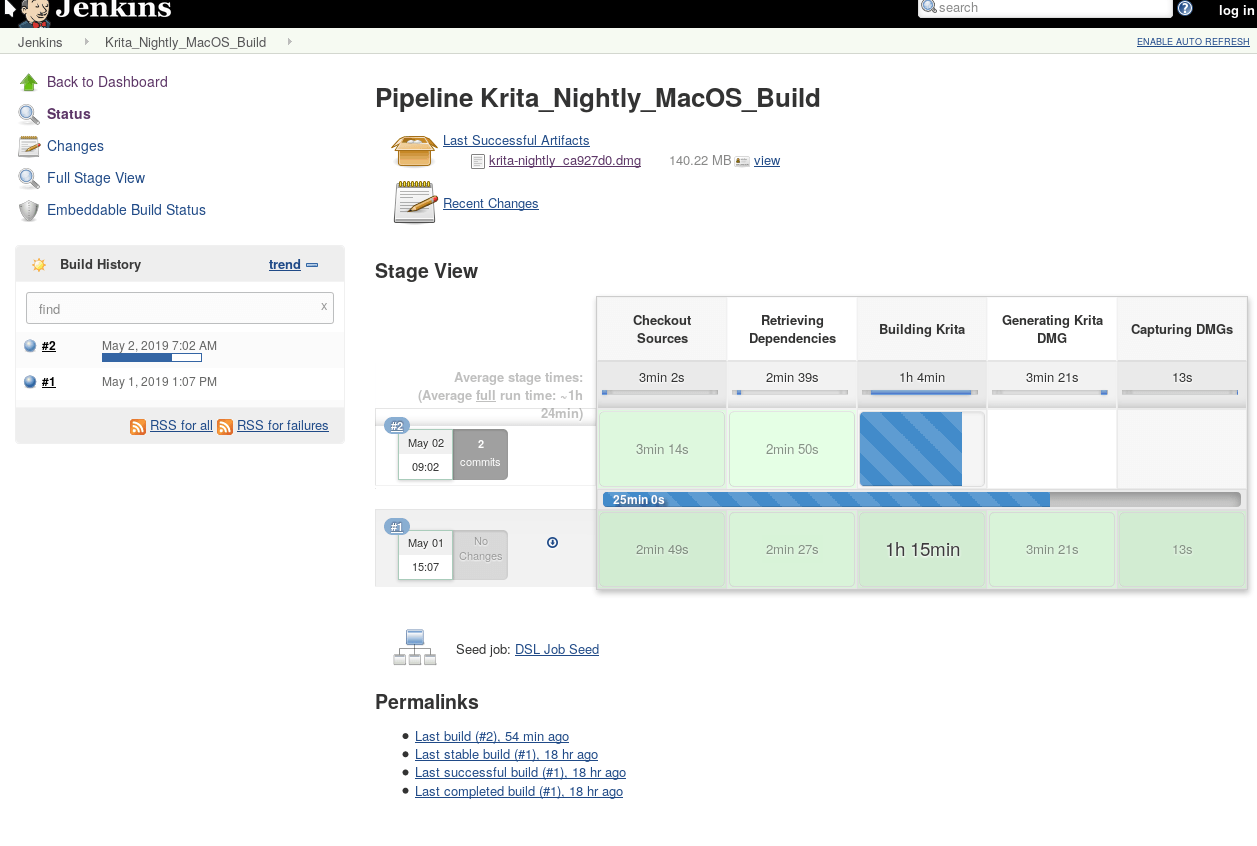 Jenkins
search
log in
Jenkins
Krita_Nightly_MacOS_Build
ENABLE AUTO REFRESH
Back to Dashboard
Status
Changes
Full Stage View
Embeddable Build Status
Build History
trend
find
x
#2
May 2, 2019 7:02 AM
#1
May 1, 2019 1:07 PM
RSS for all
RSS for failures
Pipeline Krita_Nightly_MacOS_Build
Last Successful Artifacts
krita-nightly_ca927d0.dmg
140.22 MB
view
Recent Changes
Stage View
Checkout
Sources
Retrieving
Dependencies
Building Krita
Generating Krita
DMG
Capturing DMGs
Average stage times:
(Average full run time: ~1h
24min)
3min 2s
2min 39s
1h 4min
3min 21s
13s
#2
May 02
09:02
2
commits
3min 14s
2min 50s
25min 0s
#1
May 01
15:07
No
Changes
2min 49s
2min 27s
1h 15min
3min 21s
13s
Seed job: DSL Job Seed
Permalinks
Last build (#2), 54 min ago
Last stable build (#1), 18 hr ago
Last successful build (#1), 18 hr ago
Last completed build (#1), 18 hr ago